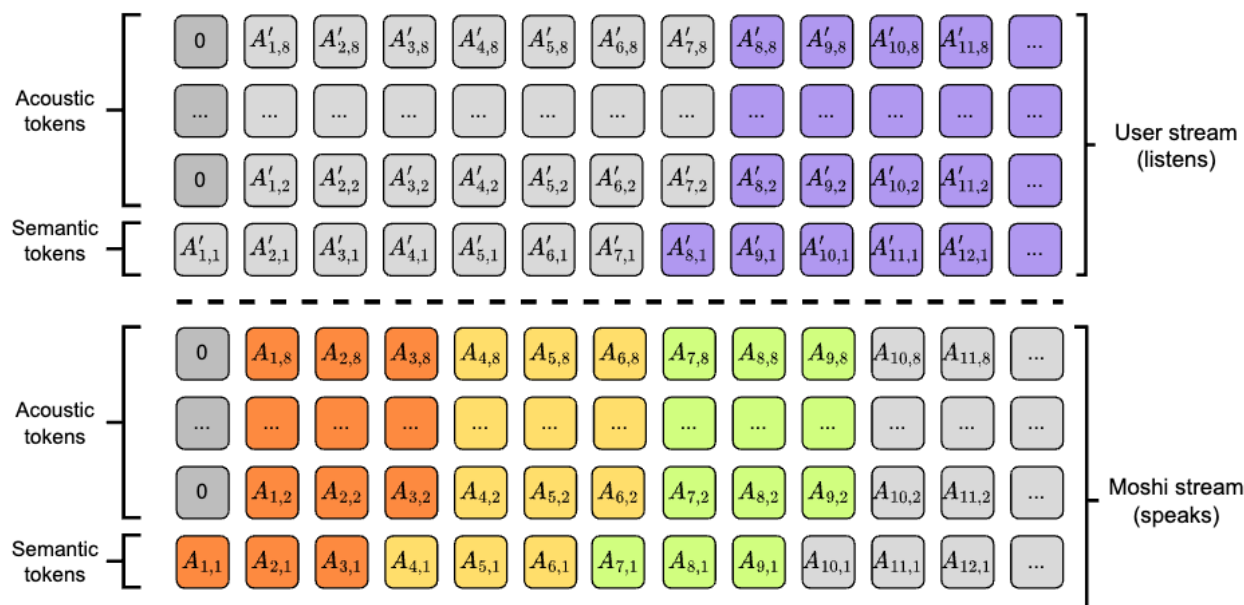 0 A′1,8 A′2,8 A′3,8 A′4,8 A′5,8 A′6,8 A′7,8 A′8,8 A′9,8 A′10,8 A′11,8 ...
Acoustic
tokens
... ... ... ... ... ... ... ... ... ... ... ... ...
User stream
(listens)
0 A′1,2 A′2,2 A′3,2 A′4,2 A′5,2 A′6,2 A′7,2 A′8,2 A′9,2 A′10,2 A′11,2 ...
Semantic
tokens
A′1,1 A′2,1 A′3,1 A′4,1 A′5,1 A′6,1 A′7,1 A′8,1 A′9,1 A′10,1 A′11,1 A′12,1 ...
0 A1,8 A2,8 A3,8 A4,8 A5,8 A6,8 A7,8 A8,8 A9,8 A10,8 A11,8 ...
Acoustic
tokens
... ... ... ... ... ... ... ... ... ... ... ... ...
0 A1,2 A2,2 A3,2 A4,2 A5,2 A6,2 A7,2 A8,2 A9,2 A10,2 A11,2 ...
Moshi stream
(speaks)
Semantic
tokens
A1,1 A2,1 A3,1 A4,1 A5,1 A6,1 A7,1 A8,1 A9,1 A10,1 A11,1 A12,1 ...